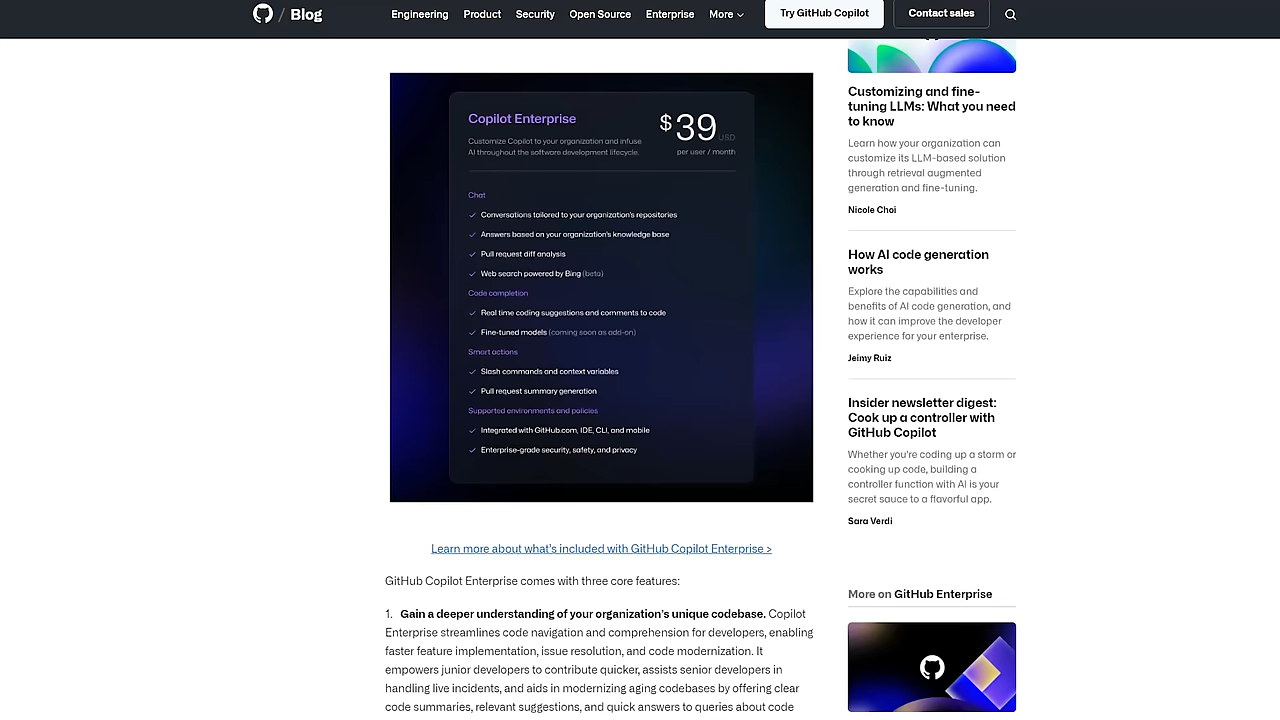 / Blog
Engineering Product Security Open Source Enterprise More Try GitHub Copilot Contact sales
Copilot Enterprise
Customize Copilot to your organization and infuse
AI throughout the software development lifecycle.
$39 USD
per user / month
Chat
Conversations tailored to your organization's repositories
Answers based on your organization's knowledge base
Pull request diff analysis
Web search powered by Bing (beta)
Code completion
Real time coding suggestions and comments to code
Fine-tuned models (coming soon as add-on)
Smart actions
Slash commands and context variables
Pull request summary generation
Supported environments and policies
Integrated with GitHub.com, IDE, CLI, and mobile
Enterprise-grade security, safety, and privacy
Learn more about what's included with GitHub Copilot Enterprise >
GitHub Copilot Enterprise comes with three core features:
1. Gain a deeper understanding of your organization's unique codebase. Copilot
Enterprise streamlines code navigation and comprehension for developers, enabling
faster feature implementation, issue resolution, and code modernization. It
empowers junior developers to contribute quicker, assists senior developers in
handling live incidents, and aids in modernizing aging codebases by offering clear
code summaries, relevant suggestions, and quick answers to queries about code
Customizing and fine-
tuning LLMs: What you need
to know
Learn how your organization can
customize its LLM-based solution
through retrieval augmented
generation and fine-tuning.
Nicole Choi
How AI code generation
works
Explore the capabilities and
benefits of AI code generation, and
how it can improve the developer
experience for your enterprise.
Jeimy Ruiz
Insider newsletter digest:
Cook up a controller with
GitHub Copilot
Whether you're coding up a storm or
cooking up code, building a
controller function with AI is your
secret sauce to a flavorful app.
Sara Verdi
More on GitHub Enterprise